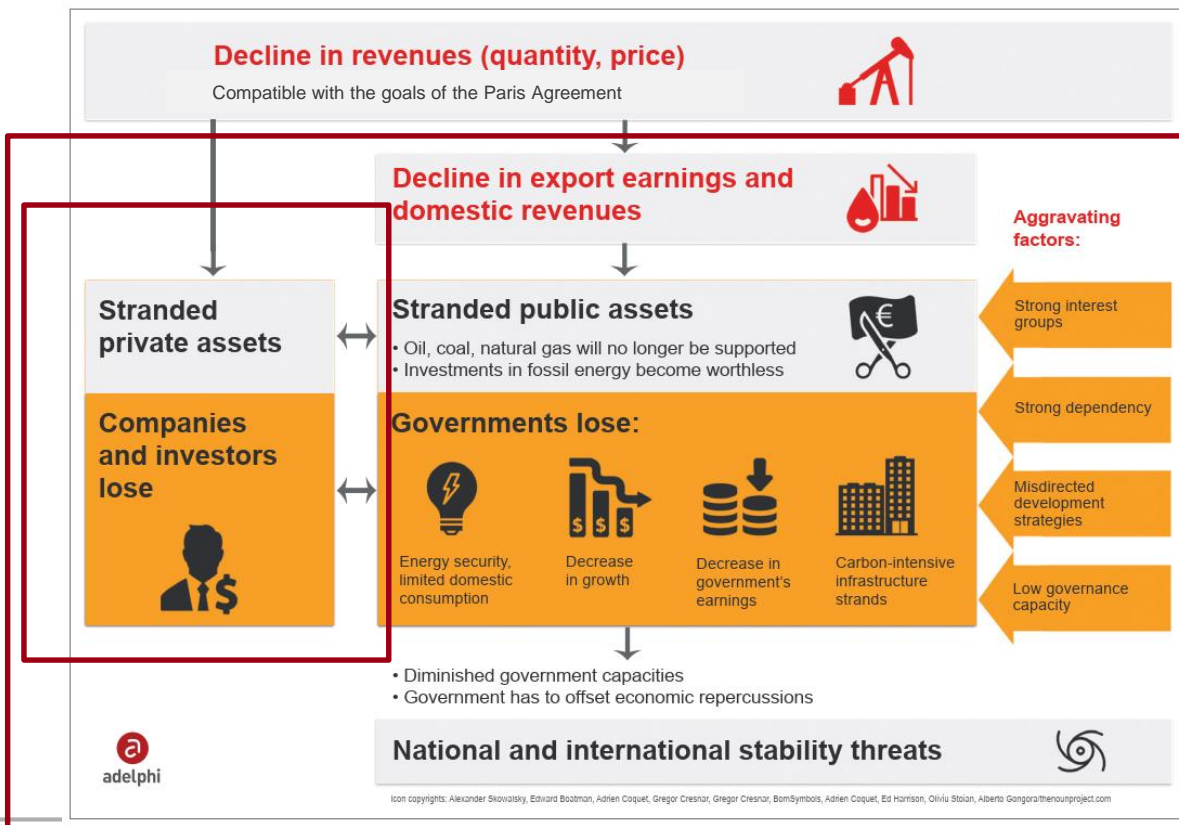 Decline in revenues (quantity, price)
Compatible with the goals of the Paris Agreement
Decline in export earnings and
domestic revenues
Aggravating
factors:
Stranded
private assets
Stranded public assets
• Oil, coal, natural gas will no longer be supported
• Investments in fossil energy become worthless
€
Strong interest
groups
Strong dependency
Misdirected
development
strategies
Low governance
capacity
Companies
and investors
lose
$
Governments lose:
$ $ $
Energy security,
limited domestic
consumption
Decrease
in growth
Decrease in
government's
earnings
Carbon-intensive
infrastructure
strands
• Diminished government capacities
• Government has to offset economic repercussions
National and international stability threats
a
adelphi
Icon copyrights: Alexander Skowalsky, Edward Boatman, Adrien Coquet, Gregor Cresnar, Gregor Cresnar, BomSymbols, Adrien Coquet, Ed Harrison, Oliviu Stoian, Alberto Gongora/thenounproject.com